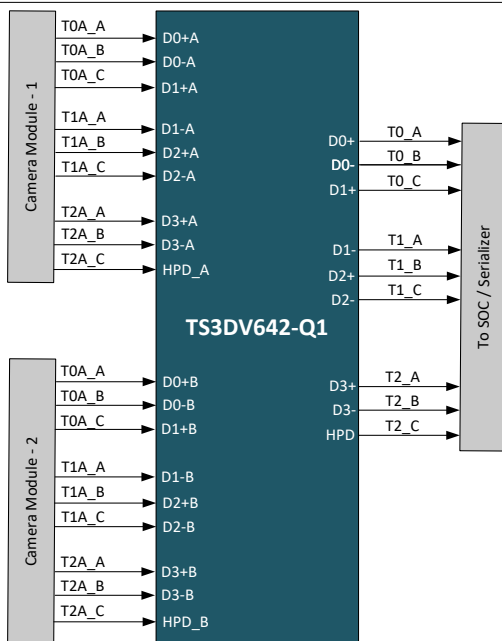 Camera Module - 1
T0A_A
D0+A
T0A_B
D0-A
T0A_C
D1+A
T1A_A
D1-A
T1A_B
D2+A
T1A_C
D2-A
T2A_A
D3+A
T2A_B
D3-A
T2A_C
HPD_A
TS3DV642-Q1
Camera Module - 2
T0A_A
D0+B
T0A_B
D0-B
T0A_C
D1+B
T1A_A
D1-B
T1A_B
D2+B
T1A_C
D2-B
T2A_A
D3+B
T2A_B
D3-B
T2A_C
HPD_B
D0+
T0_A
D0-
T0_B
D1+
T0_C
D1-
T1_A
D2+
T1_B
D2-
T1_C
D3+
T2_A
D3-
T2_B
HPD
T2_C
To SOC / Serializer